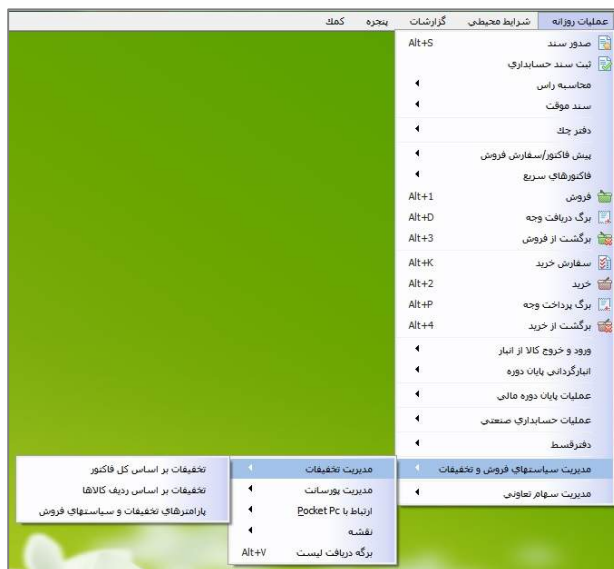 عمليات روزانه شرايط محيطي گزارشات پنجره كمك
صدور سند Alt+S
ثبت سند حسابداري
محاسبه راس
سند موقت
دفتر چك
پيش فاكتور/سفارش فروش
فاكتورهاي سريع
فروش Alt+1
برگ دريافت وجه Alt+D
برگشت از فروش Alt+3
سفارش خريد Alt+K
خريد Alt+2
برگ پرداخت وجه Alt+P
برگشت از خريد Alt+4
ورود و خروج كالا از انبار
انبارگرداني پايان دوره
عمليات پايان دوره مالي
عمليات حسابداري صنعتي
دفترقسط
مديريت سياستهاي فروش و تخفيفات
مديريت سهام تعاوني
مديريت تخفيفات
مديريت پورسانت
ارتباط با Pocket Pc
نقشه
برگه دريافت ليست Alt+V
تخفيفات بر اساس كل فاكتور
تخفيفات بر اساس رديف كالاها
پارامترهاي تخفيفات و سياستهاي فروش